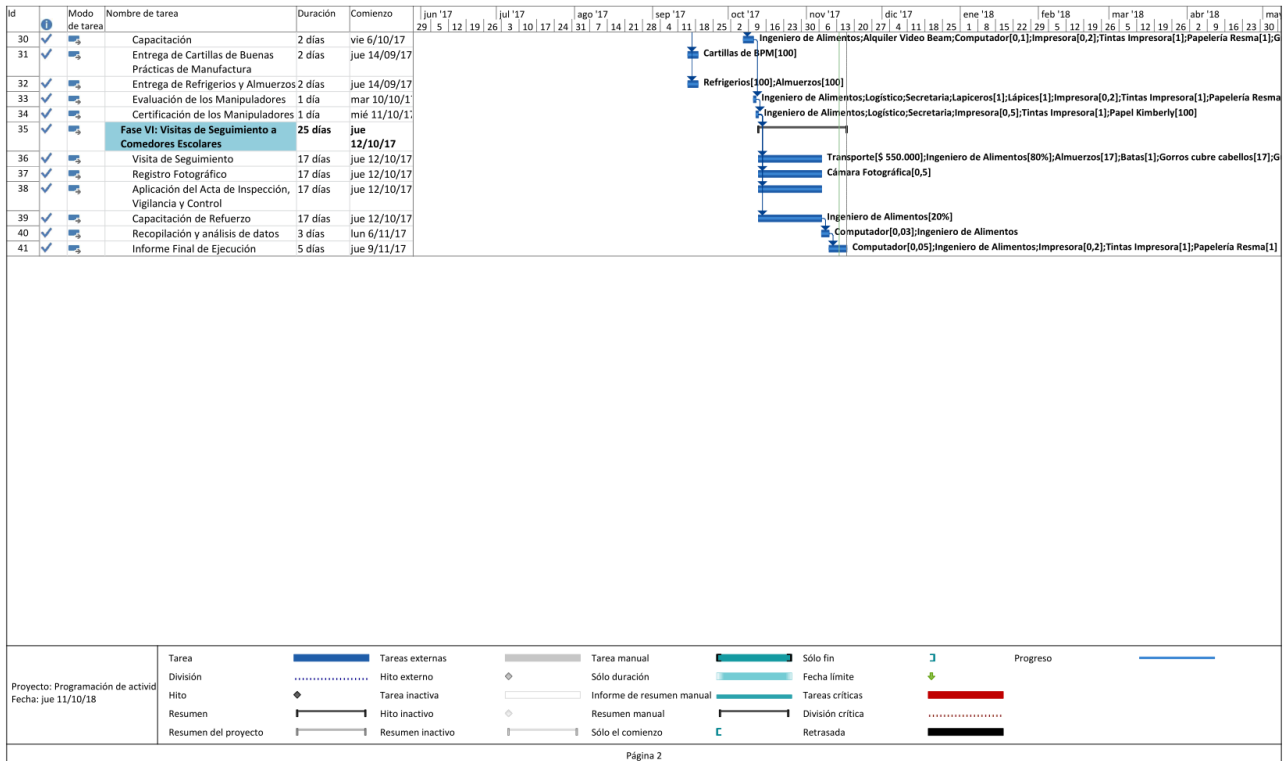 Id Modo de tarea Nombre de tarea Duración Comienzo
jun '17 jul '17 ago '17 sep '17 oct '17 nov '17 dic '17 ene '18 feb '18 mar '18 abr '18
29 5 12 19 26 3 10 17 24 31 7 14 21 28 4 11 18 25 2 9 16 23 30 6 13 20 27 4 11 18 25 1 8 15 22 29 5 12 19 26 5 12 19 26 2 9 16 23 30
30 Capacitación 2 días vie 6/10/17 Ingeniero de Alimentos;Alquiler Video Beam;Computador[0,1];Impresora[0,2];Tintas Impresora[1];Papelería Resma[1];G
31 Entrega de Cartillas de Buenas 2 días jue 14/09/17 Cartillas de BPM[100]
Prácticas de Manufactura
32 Entrega de Refrigerios y Almuerzos 2 días jue 14/09/17 Refrigerios[100];Almuerzos[100]
33 Evaluación de los Manipuladores 1 día mar 10/10/1 Ingeniero de Alimentos;Logístico;Secretaria;Lapiceros[1];Lápices[1];Impresora[0,2];Tintas Impresora[1];Papelería Resma
34 Certificación de los Manipuladores 1 día mié 11/10/1 Ingeniero de Alimentos;Logístico;Secretaria;Impresora[0,5];Tintas Impresora[1];Papel Kimberly[100]
35 Fase VI: Visitas de Seguimiento a 25 días jue
Comedores Escolares 12/10/17
36 Visita de Seguimiento 17 días jue 12/10/17 Transporte[$ 550.000];Ingeniero de Alimentos[80%];Almuerzos[17];Batas[1];Gorros cubre cabellos[17];G
37 Registro Fotográfico 17 días jue 12/10/17 Cámara Fotográfica[0,5]
38 Aplicación del Acta de Inspección, 17 días jue 12/10/17
Vigilancia y Control
39 Capacitación de Refuerzo 17 días jue 12/10/17 Ingeniero de Alimentos[20%]
40 Recopilación y análisis de datos 3 días lun 6/11/17 Computador[0,03];Ingeniero de Alimentos
41 Informe Final de Ejecución 5 días jue 9/11/17 Computador[0,05];Ingeniero de Alimentos;Impresora[0,2];Tintas Impresora[1];Papelería Resma[1]
Proyecto: Programación de activid
Fecha: jue 11/10/18
Tarea Tareas externas Tarea manual Sólo fin Progreso
División Hito externo Sólo duración Fecha límite
Hito Tarea inactiva Informe de resumen manual Tareas críticas
Resumen Hito inactivo Resumen manual División crítica
Resumen del proyecto Resumen inactivo Sólo el comienzo Retrasada
Página 2